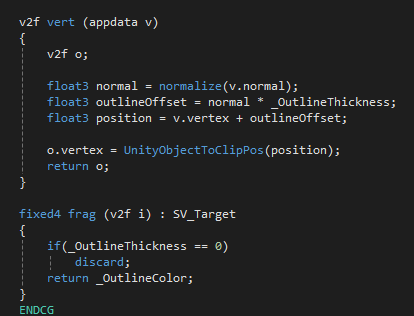 v2f vert (appdata v)
{
v2f o;
float3 normal = normalize(v.normal);
float3 outlineOffset = normal * _OutlineThickness;
float3 position = v.vertex + outlineOffset;
o.vertex = UnityObjectToClipPos(position);
return o;
}
fixed4 frag (v2f i) : SV_Target
{
if(_OutlineThickness == 0)
discard;
return _OutlineColor;
}
ENDCG